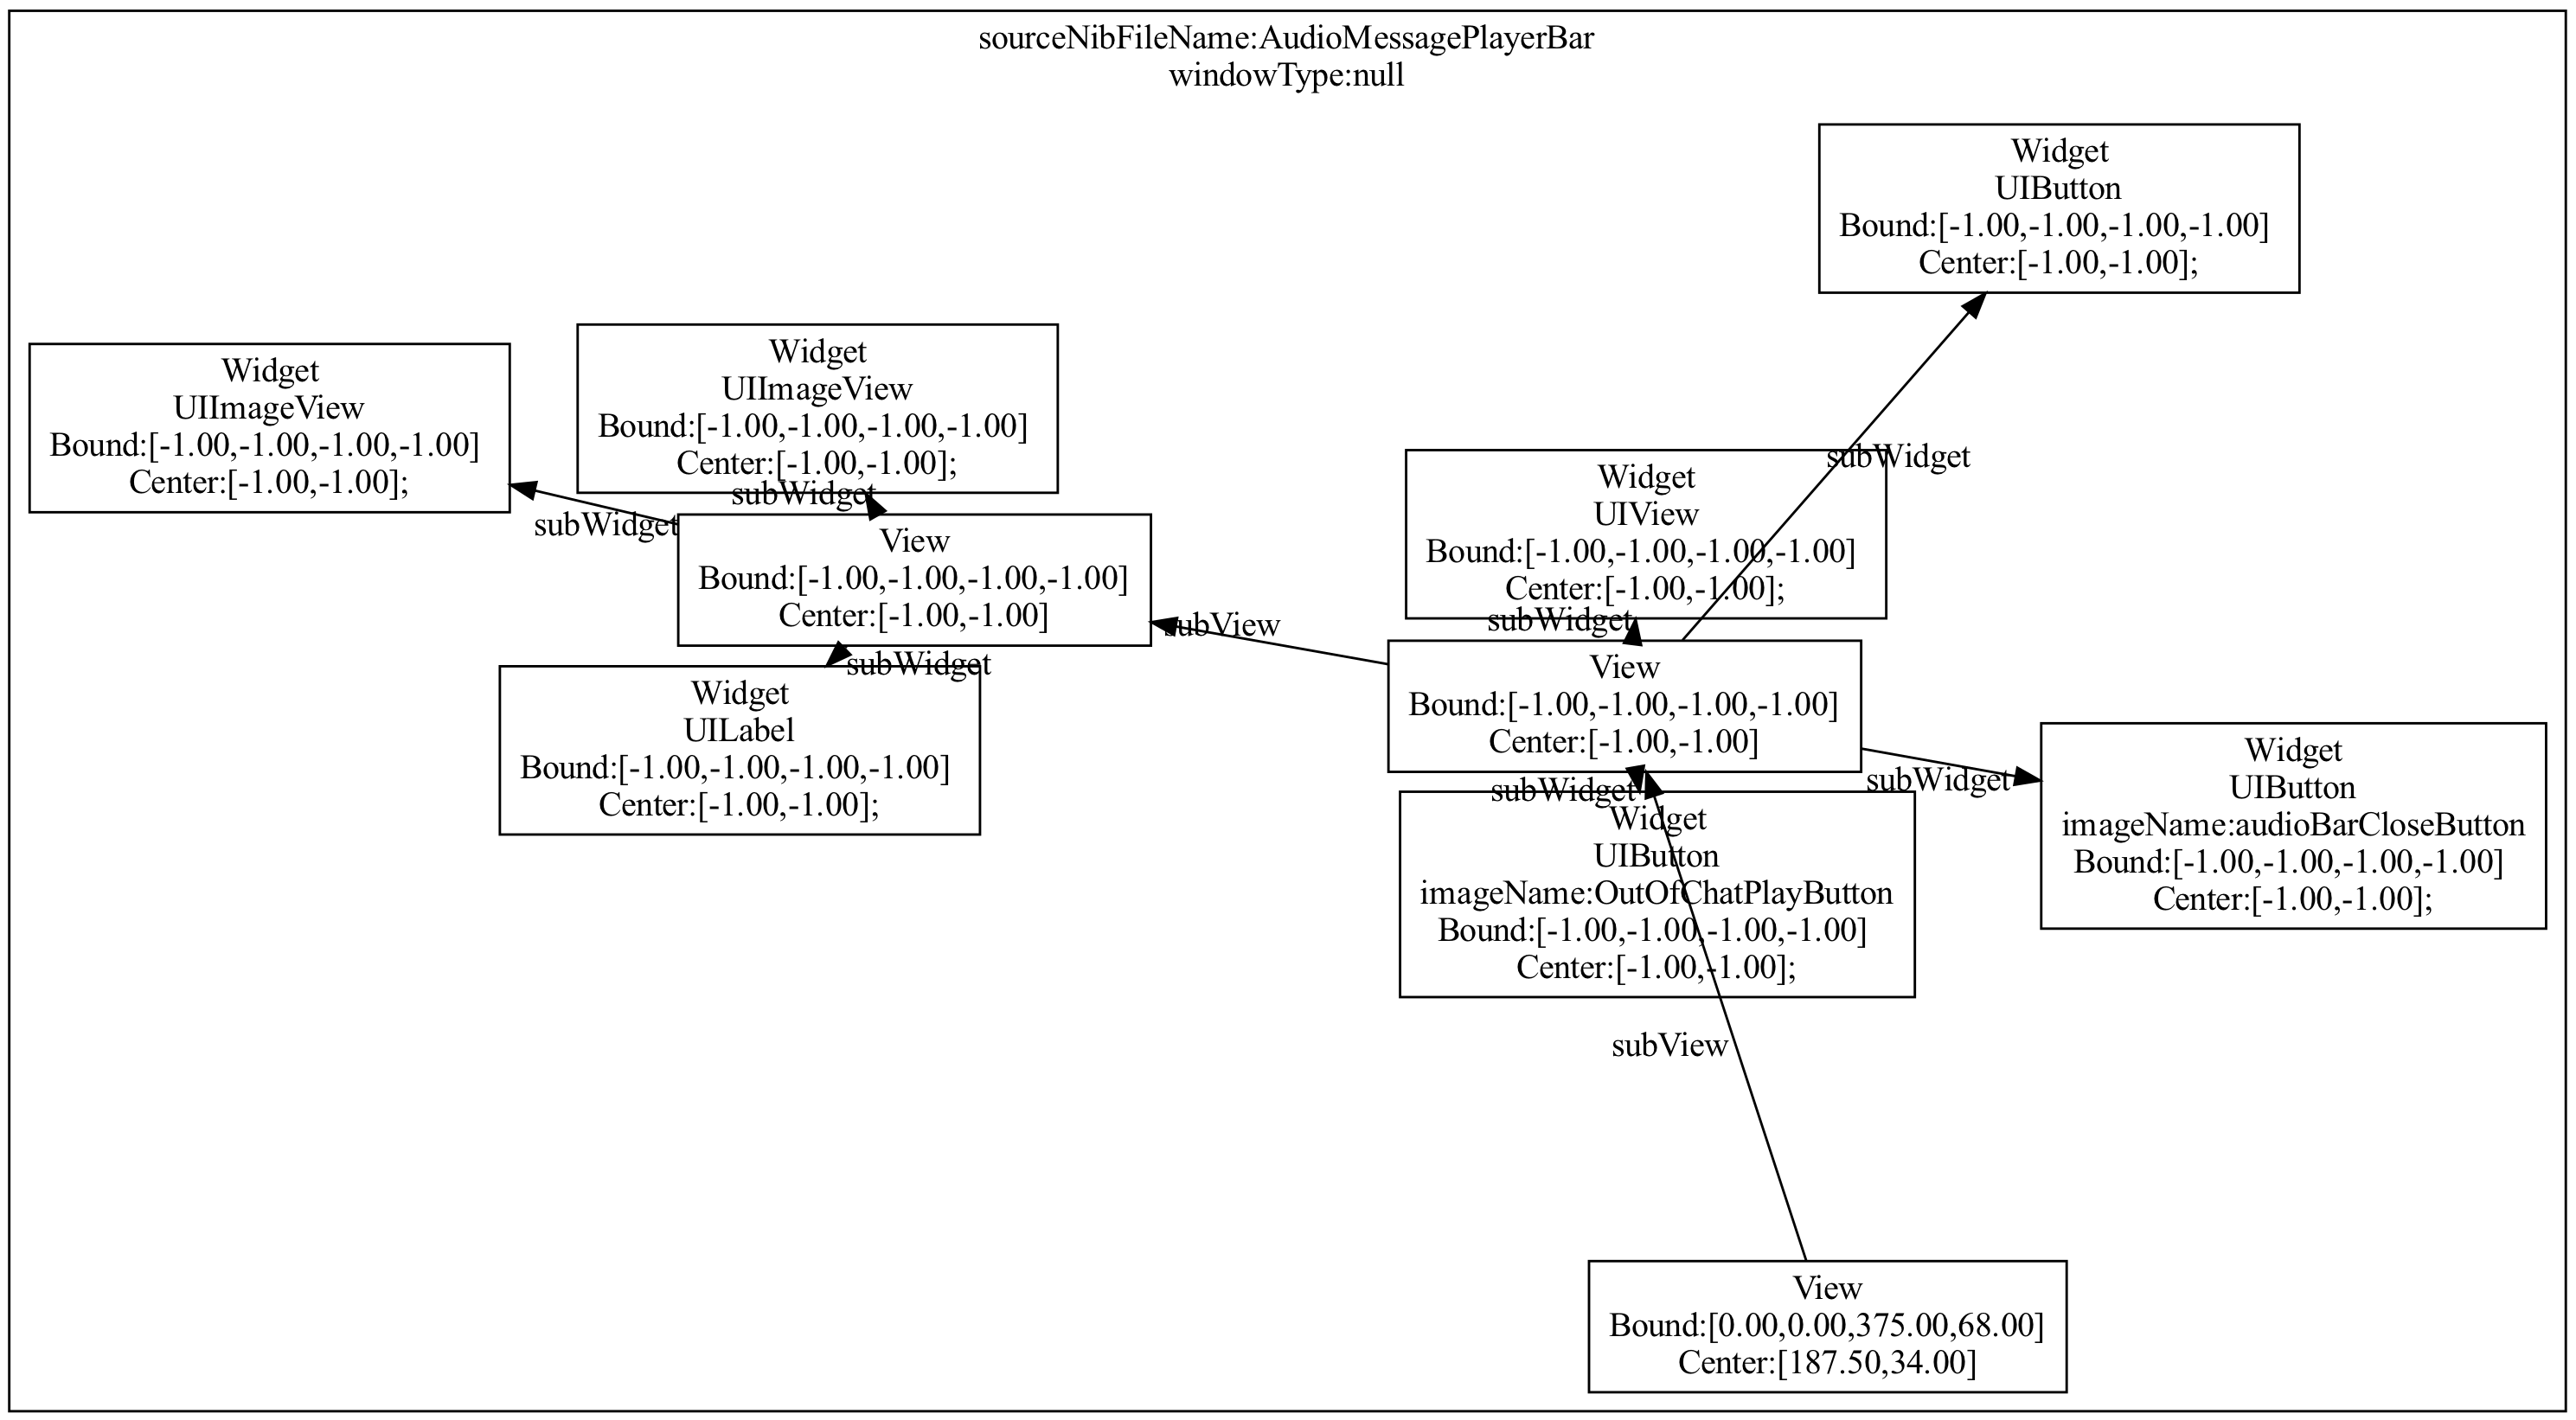 sourceNibFileName:AudioMessagePlayerBar
windowType:null
Widget
UIButton
Bound:[-1.00,-1.00,-1.00,-1.00]
Center:[-1.00,-1.00];
Widget
UIImageView
Bound:[-1.00,-1.00,-1.00,-1.00]
Center:[-1.00,-1.00];
Widget
UIImageView
Bound:[-1.00,-1.00,-1.00,-1.00]
Center:[-1.00,-1.00];
subWidget
subWidget
subWidget
Widget
UIView
Bound:[-1.00,-1.00,-1.00,-1.00]
Center:[-1.00,-1.00];
subWidget
View
Bound:[-1.00,-1.00,-1.00,-1.00]
Center:[-1.00,-1.00]
subView
subWidget
Widget
UILabel
Bound:[-1.00,-1.00,-1.00,-1.00]
Center:[-1.00,-1.00];
View
Bound:[-1.00,-1.00,-1.00,-1.00]
Center:[-1.00,-1.00]
subWidget
subWidget
Widget
UIButton
imageName:audioBarCloseButton
Bound:[-1.00,-1.00,-1.00,-1.00]
Center:[-1.00,-1.00];
Widget
UIButton
imageName:OutOfChatPlayButton
Bound:[-1.00,-1.00,-1.00,-1.00]
Center:[-1.00,-1.00];
subView
View
Bound:[0.00,0.00,375.00,68.00]
Center:[187.50,34.00]